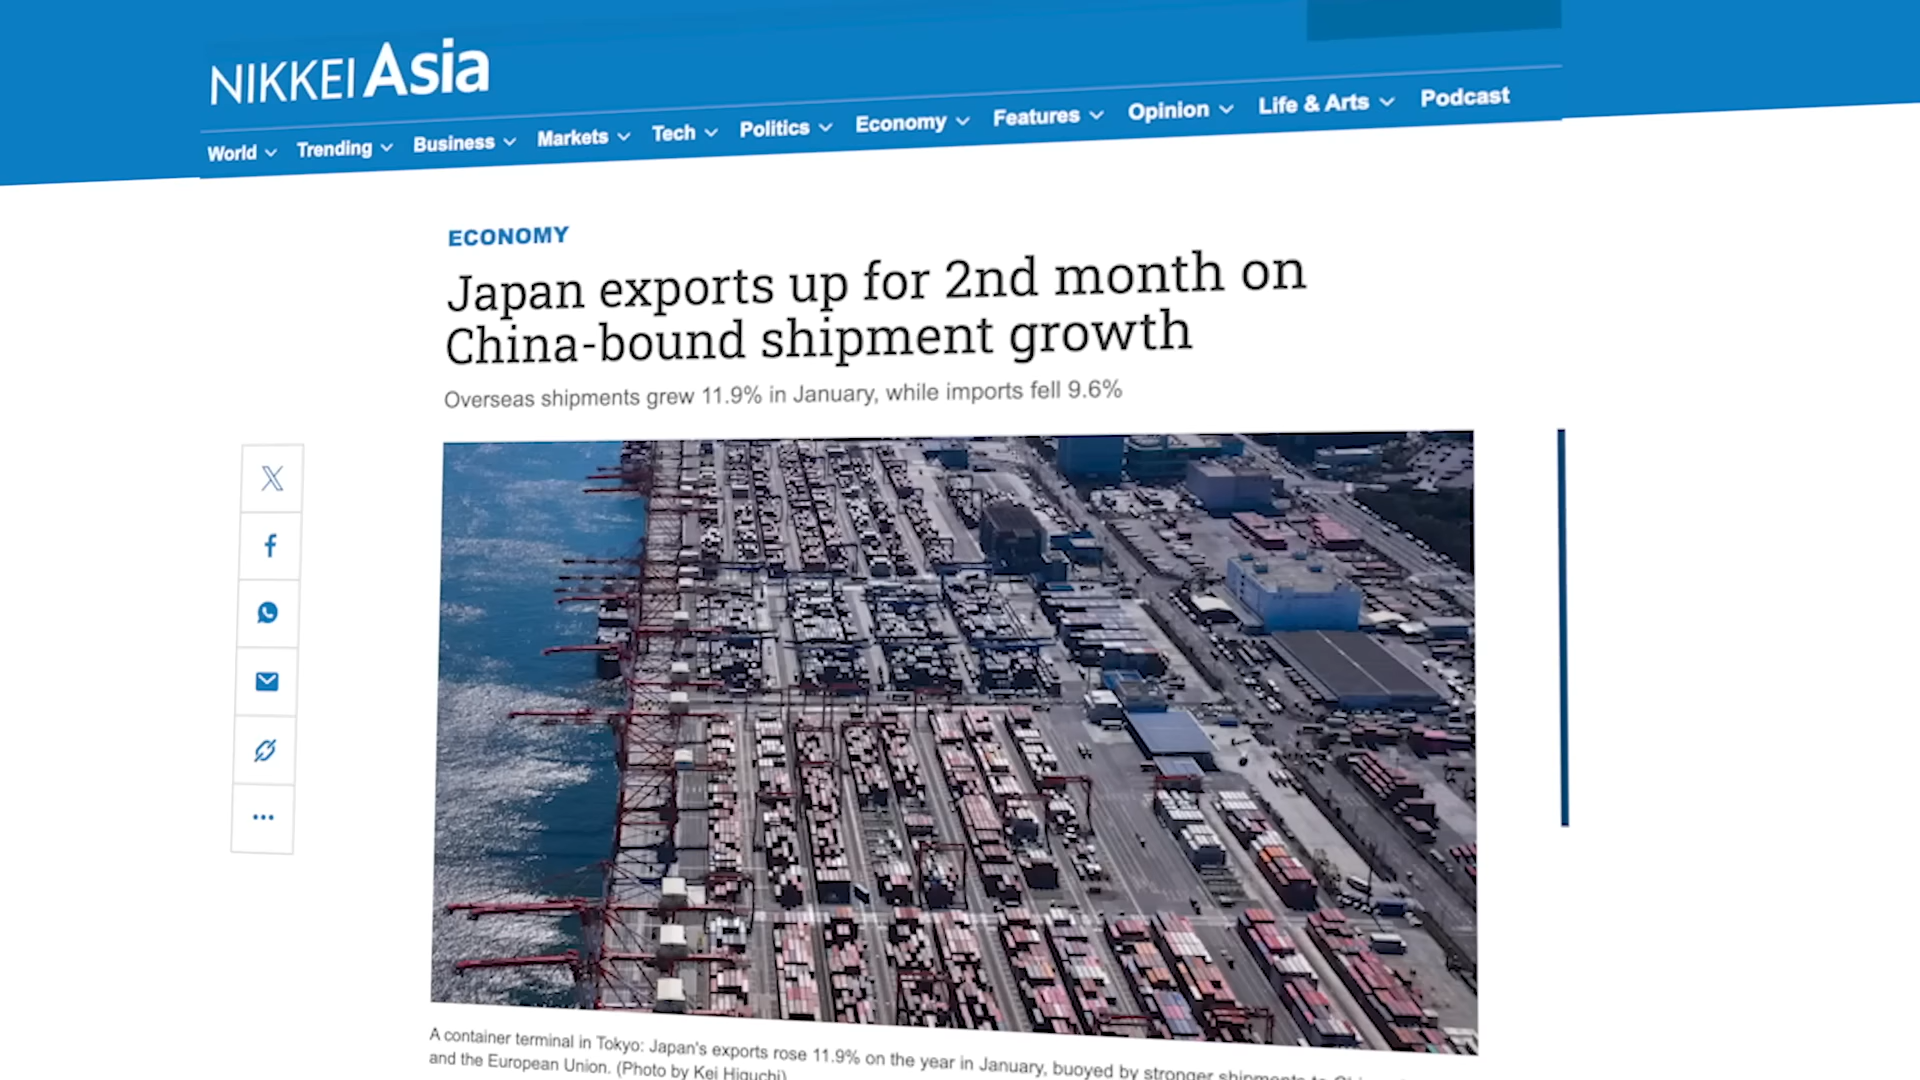 NIKKEI Asia
World Trending Business Markets Tech Politics Economy Features Opinion Life & Arts Podcast
ECONOMY
Japan exports up for 2nd month on
China-bound shipment growth
Overseas shipments grew 11.9% in January, while imports fell 9.6%
A container terminal in Tokyo: Japan's exports rose 11.9% on the year in January, buoyed by stronger shipments to
and the European Union. (Photo by Kei Higuchi)